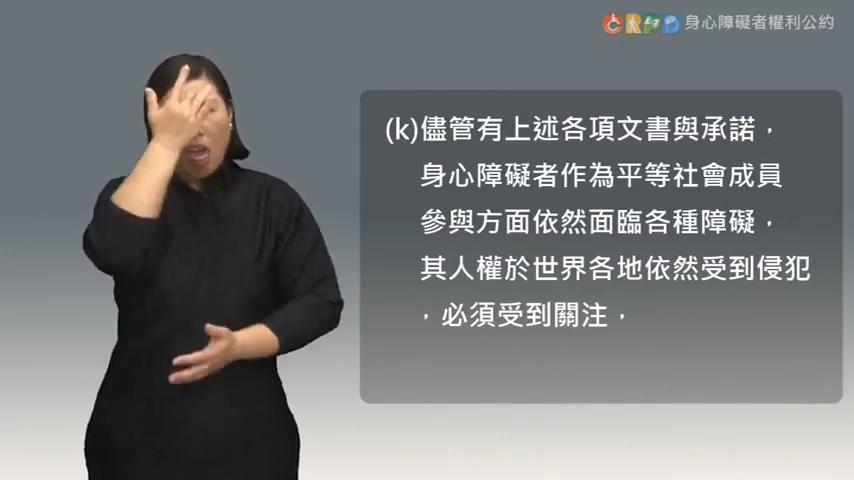 CRPD 身心障礙者權利公約
(k)儘管有上述各項文書與承諾，
身心障礙者作為平等社會成員
參與方面依然面臨各種障礙，
其人權於世界各地依然受到侵犯
，必須受到關注，